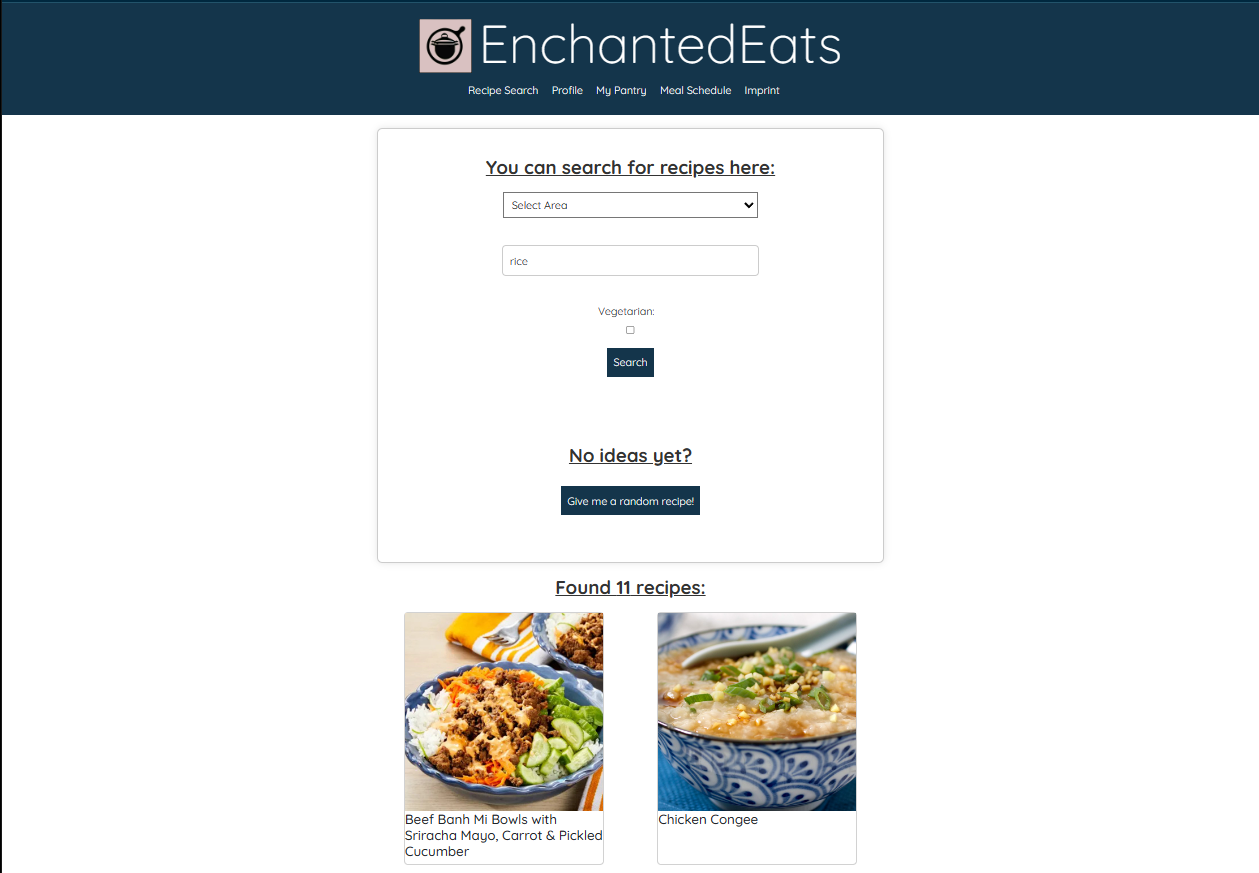 EnchantedEats
Recipe Search Profile My Pantry Meal Schedule Imprint
You can search for recipes here:
Select Area
rice
Vegetarian:
Search
No ideas yet?
Give me a random recipe!
Found 11 recipes:
Beef Banh Mi Bowls with
Sriracha Mayo, Carrot & Pickled
Cucumber
Chicken Congee